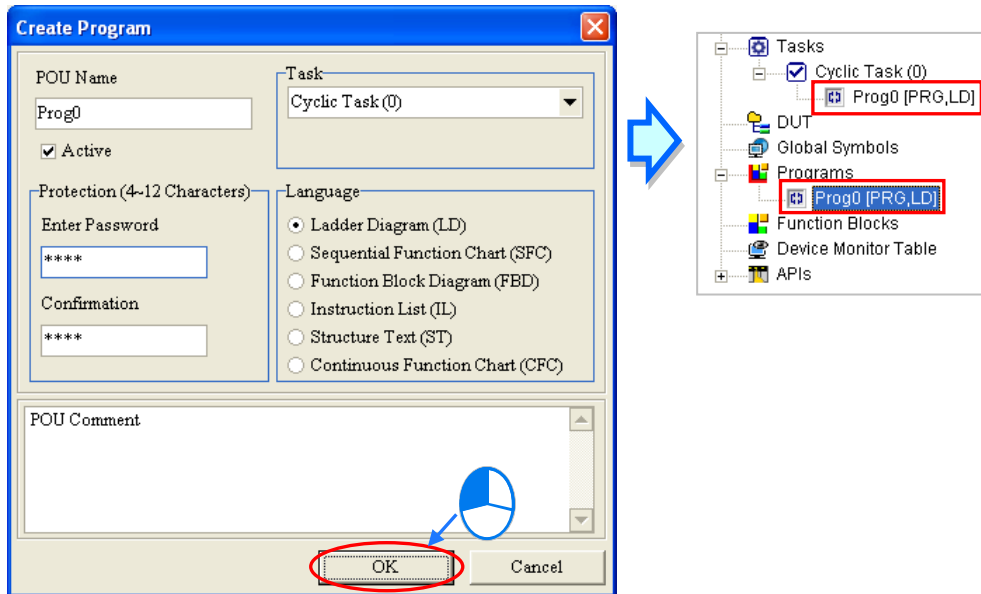 Create Program
POU Name
Prog0
Active
Task
Cyclic Task (0)
Protection (4~12 Characters)
Enter Password
****
Confirmation
****
Language
Ladder Diagram (LD)
Sequential Function Chart (SFC)
Function Block Diagram (FBD)
Instruction List (IL)
Structure Text (ST)
Continuous Function Chart (CFC)
POU Comment
OK
Cancel
Tasks
Cyclic Task (0)
Prog0 [PRG,LD]
DUT
Global Symbols
Programs
Prog0 [PRG,LD]
Function Blocks
Device Monitor Table
APIs